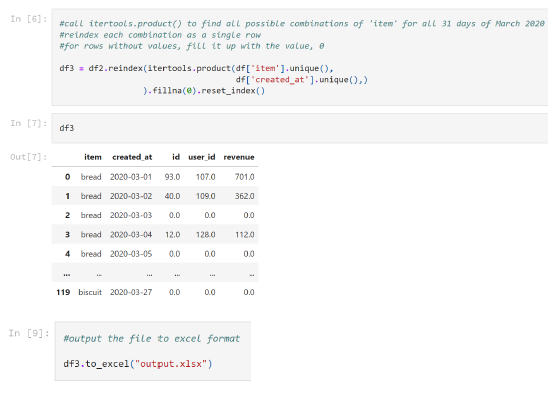 In [6]:
#call itertools.product() to find all possible combinations of 'item' for all 31 days of March 2020
#reindex each combination as a single row
#for rows without values, fill it up with the value, 0
df3 = df2.reindex(itertools.product(df['item'].unique(),
df['created_at'].unique(),)
).fillna(0).reset_index()
In [7]:
df3
Out[7]:
item created_at id user_id revenue
0 bread 2020-03-01 93.0 107.0 701.0
1 bread 2020-03-02 40.0 109.0 362.0
2 bread 2020-03-03 0.0 0.0 0.0
3 bread 2020-03-04 12.0 128.0 112.0
4 bread 2020-03-05 0.0 0.0 0.0
... ... ... ... ... ...
119 biscuit 2020-03-27 0.0 0.0 0.0
In [9]:
#output the file to excel format
df3.to_excel("output.xlsx")